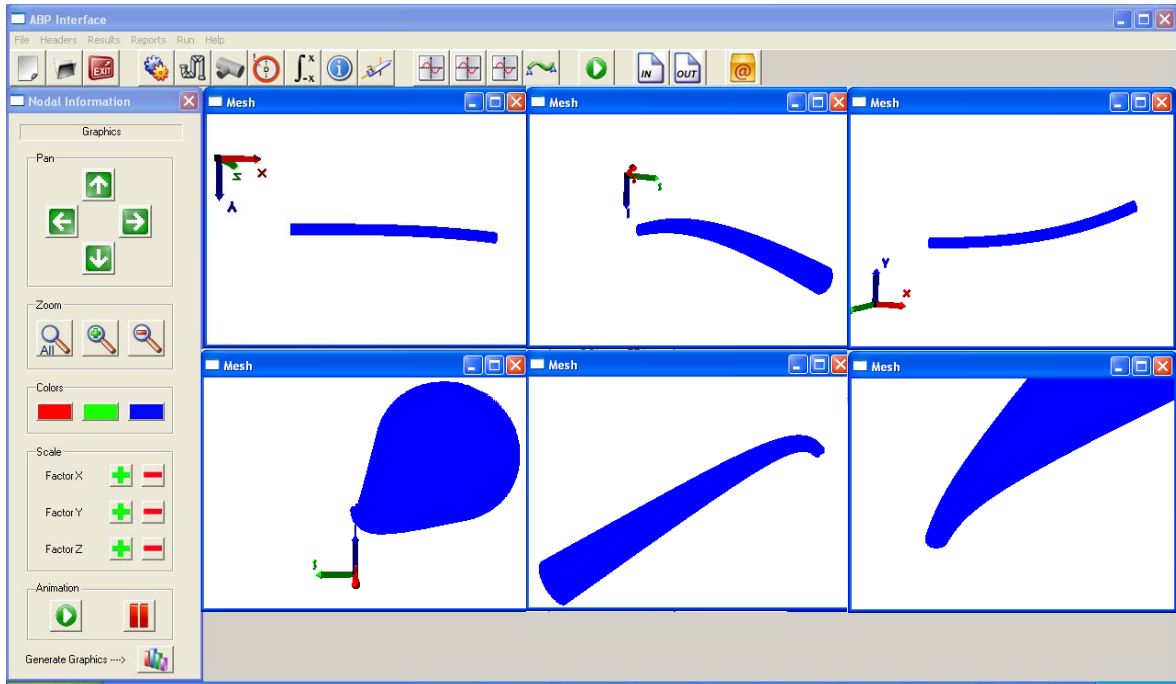 ABP Interface
File Headers Results Reports Run Help
EXIT
t D
x
-x
i
IN
OUT
@
Nodal Information
Graphics
Pan
Zoom
All
Colors
Scale
Factor X
Factor Y
Factor Z
Animation
Generate Graphics ---->
Mesh
X
Z
Y
Mesh
Mesh
Y
X
Mesh
Mesh
Mesh